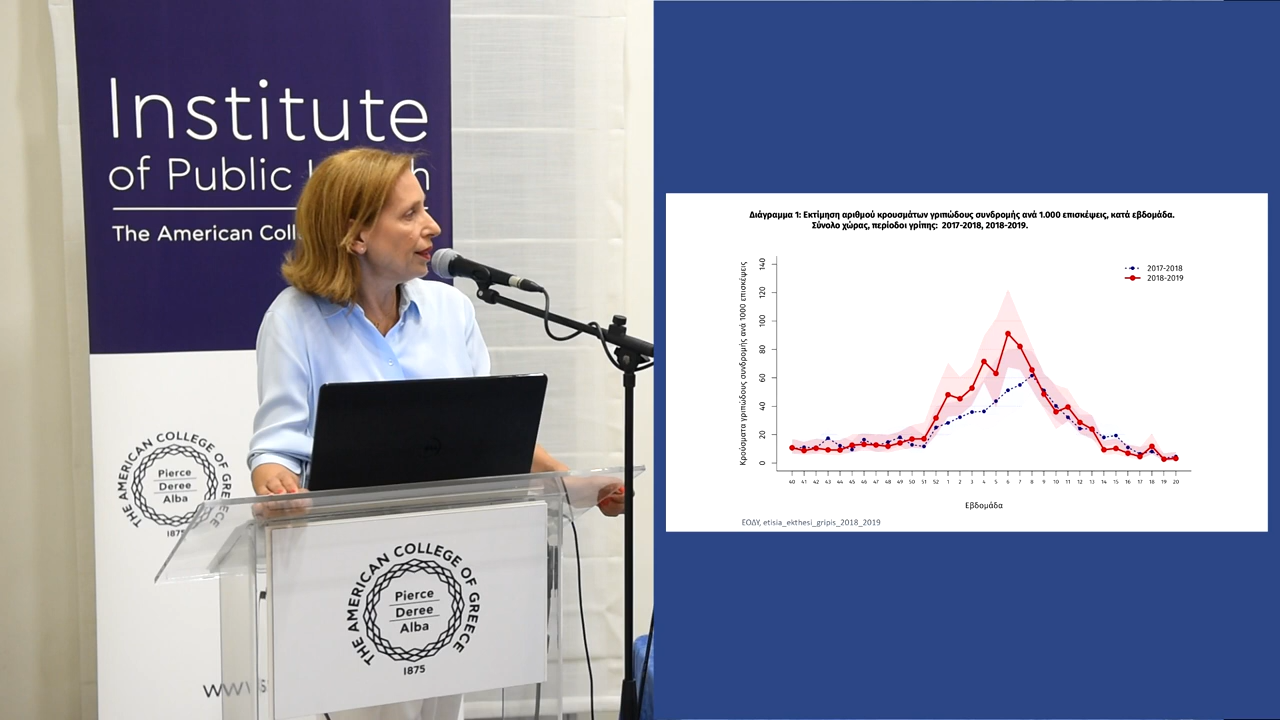 Institute
of Public
The American
THE AMERICAN COLLEGE OF GREECE
Pierce
Deree
Alba
1875
THE AMERICAN COLLEGE OF GREECE
Pierce
Deree
Alba
1875
Διάγραμμα 1: Εκτίμηση αριθμού κρουσμάτων γριπώδους συνδρομής ανά 1.000 επισκέψεις, κατά εβδομάδα.
Σύνολο χώρας, περίοδοι γρίπης: 2017-2018, 2018-2019.
2017-2018
2018-2019
Κρούσματα γριπώδους συνδρομής ανά 1000 επισκέψεις
140
120
100
80
60
40
20
0
40 41 42 43 44 45 46 47 48 49 50 51 52 1 2 3 4 5 6 7 8 9 10 11 12 13 14 15 16 17 18 19 20
Εβδομάδα
ΕΟΔΥ, etisia_ekthesi_gripis_2018_2019